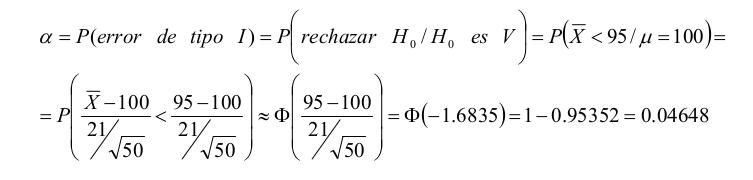 α = P(error de tipo I) = P(rechazar H₀ / H₀ es V) = P(X̅ < 95 / μ = 100) =
= P((X̅ − 100)/(21/√50) < (95 − 100)/(21/√50)) ≈ Φ((95 − 100)/(21/√50)) = Φ(−1.6835) = 1 − 0.95352 = 0.04648